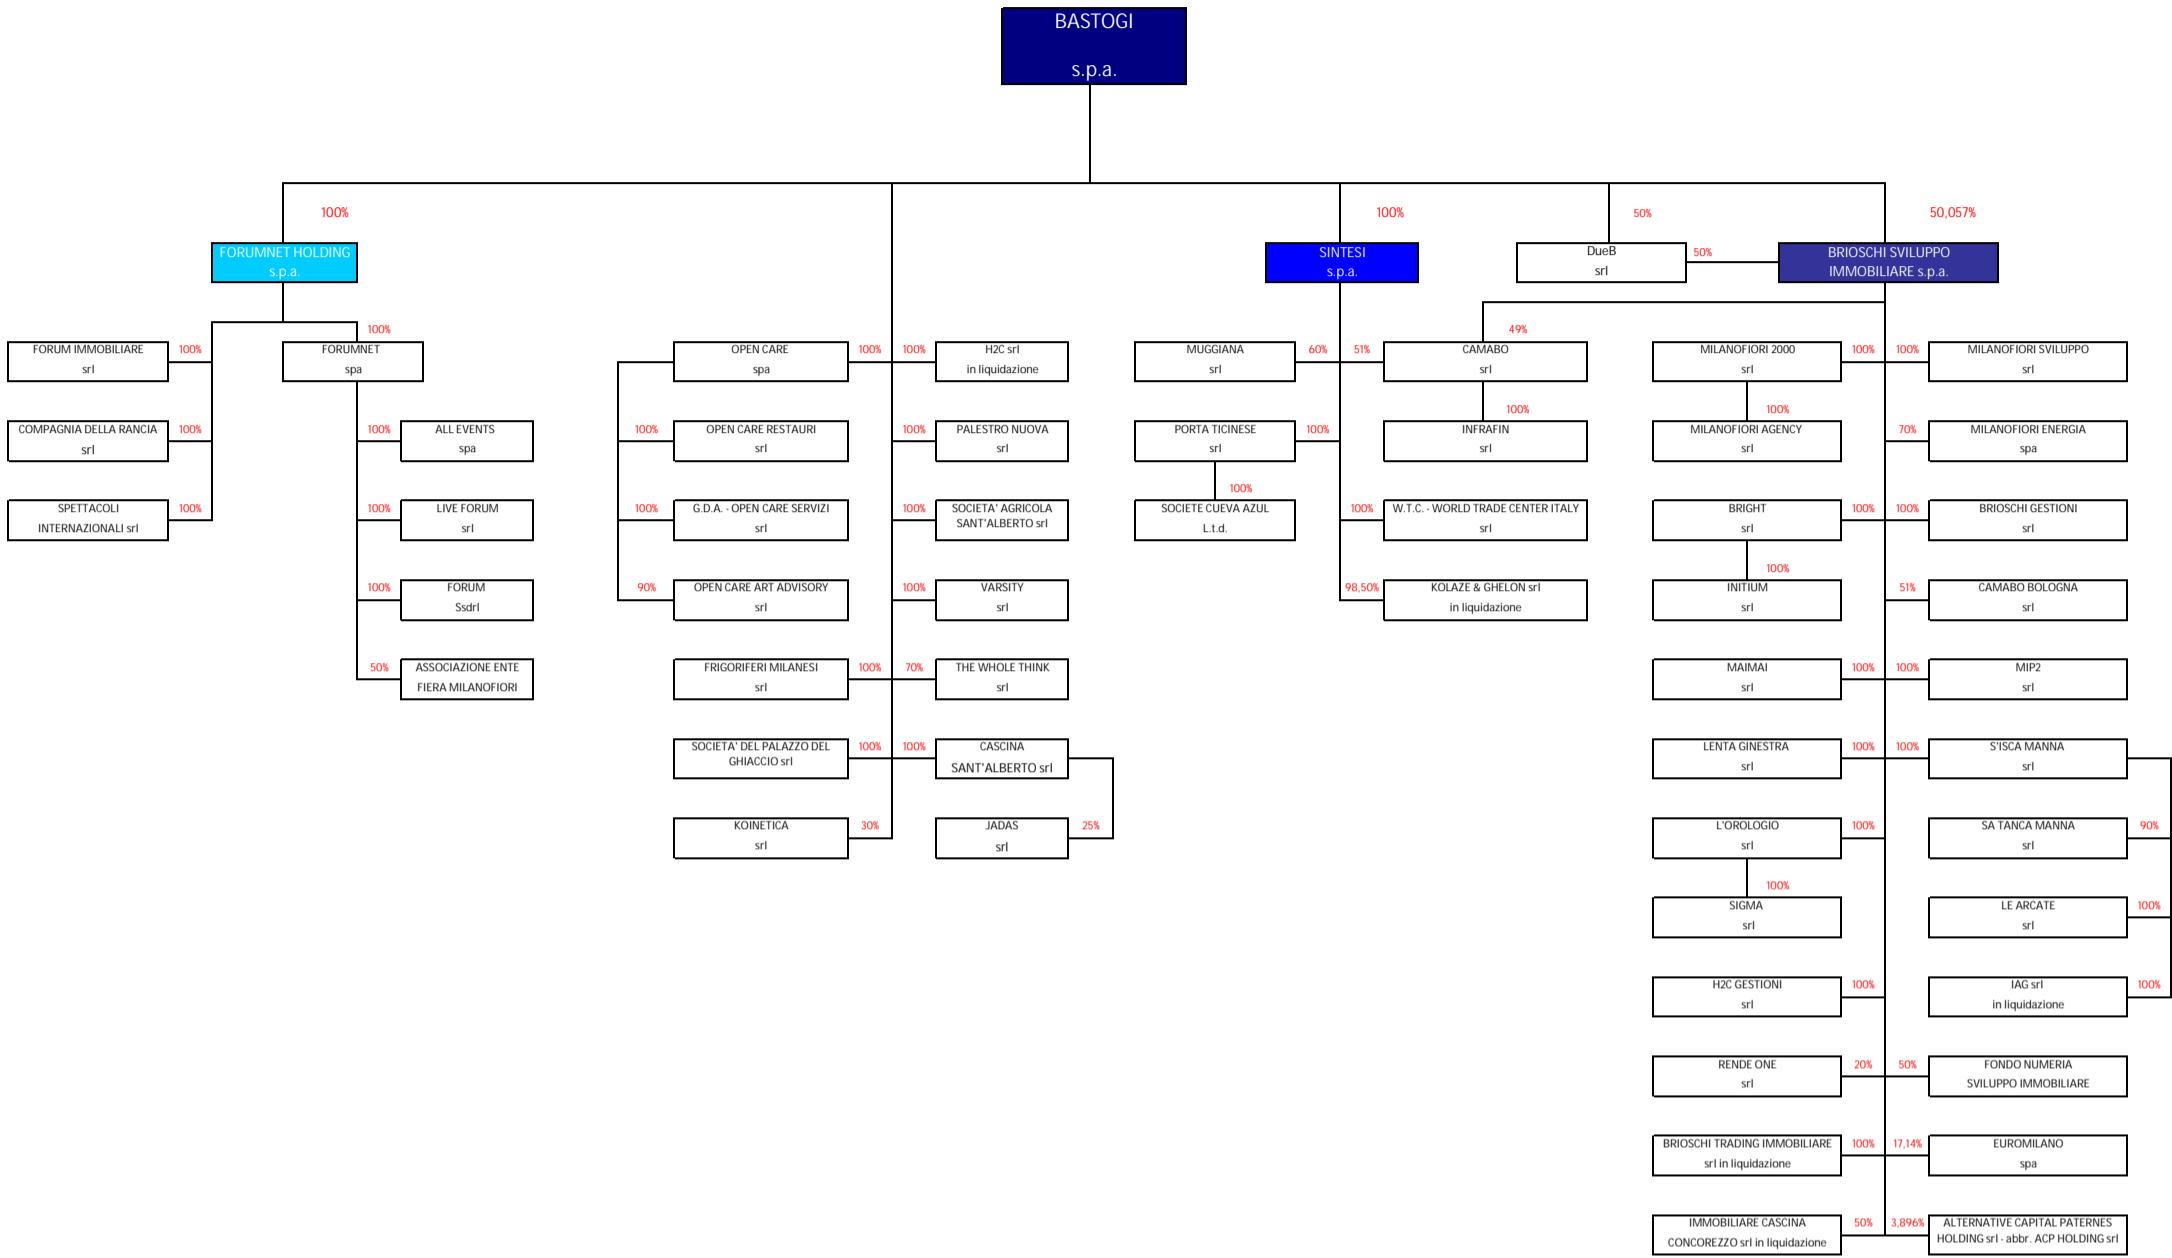 BASTOGI
s.p.a.
100%
100%
50%
50,057%
FORUMNET HOLDING
s.p.a.
SINTESI
s.p.a.
DueB
srl
50%
BRIOSCHI SVILUPPO
IMMOBILIARE s.p.a.
100%
49%
FORUM IMMOBILIARE
srl
100%
FORUMNET
spa
OPEN CARE
spa
100%
100%
H2C srl
in liquidazione
MUGGIANA
srl
60%
51%
CAMABO
srl
MILANOFIORI 2000
srl
100%
100%
MILANOFIORI SVILUPPO
srl
100%
100%
COMPAGNIA DELLA RANCIA
srl
100%
100%
ALL EVENTS
spa
100%
OPEN CARE RESTAURI
srl
100%
PALESTRO NUOVA
srl
PORTA TICINESE
srl
100%
INFRAFIN
srl
MILANOFIORI AGENCY
srl
70%
MILANOFIORI ENERGIA
spa
100%
SPETTACOLI
INTERNAZIONALI srl
100%
100%
LIVE FORUM
srl
100%
G.D.A. - OPEN CARE SERVIZI
srl
100%
SOCIETA' AGRICOLA
SANT'ALBERTO srl
SOCIETE CUEVA AZUL
L.t.d.
100%
W.T.C. - WORLD TRADE CENTER ITALY
srl
BRIGHT
srl
100%
100%
BRIOSCHI GESTIONI
srl
100%
100%
FORUM
Ssdrl
90%
OPEN CARE ART ADVISORY
srl
100%
VARSITY
srl
98,50%
KOLAZE & GHELON srl
in liquidazione
INITIUM
srl
51%
CAMABO BOLOGNA
srl
50%
ASSOCIAZIONE ENTE
FIERA MILANOFIORI
FRIGORIFERI MILANESI
srl
100%
70%
THE WHOLE THINK
srl
MAIMAI
srl
100%
100%
MIP2
srl
SOCIETA' DEL PALAZZO DEL
GHIACCIO srl
100%
100%
CASCINA
SANT'ALBERTO srl
LENTA GINESTRA
srl
100%
100%
S'ISCA MANNA
srl
KOINETICA
srl
30%
JADAS
srl
25%
L'OROLOGIO
srl
100%
SA TANCA MANNA
srl
90%
100%
SIGMA
srl
LE ARCATE
srl
100%
H2C GESTIONI
srl
100%
IAG srl
in liquidazione
100%
RENDE ONE
srl
20%
50%
FONDO NUMERIA
SVILUPPO IMMOBILIARE
BRIOSCHI TRADING IMMOBILIARE
srl in liquidazione
100%
17,14%
EUROMILANO
spa
IMMOBILIARE CASCINA
CONCOREZZO srl in liquidazione
50%
3,896%
ALTERNATIVE CAPITAL PATERNES
HOLDING srl - abbr. ACP HOLDING srl